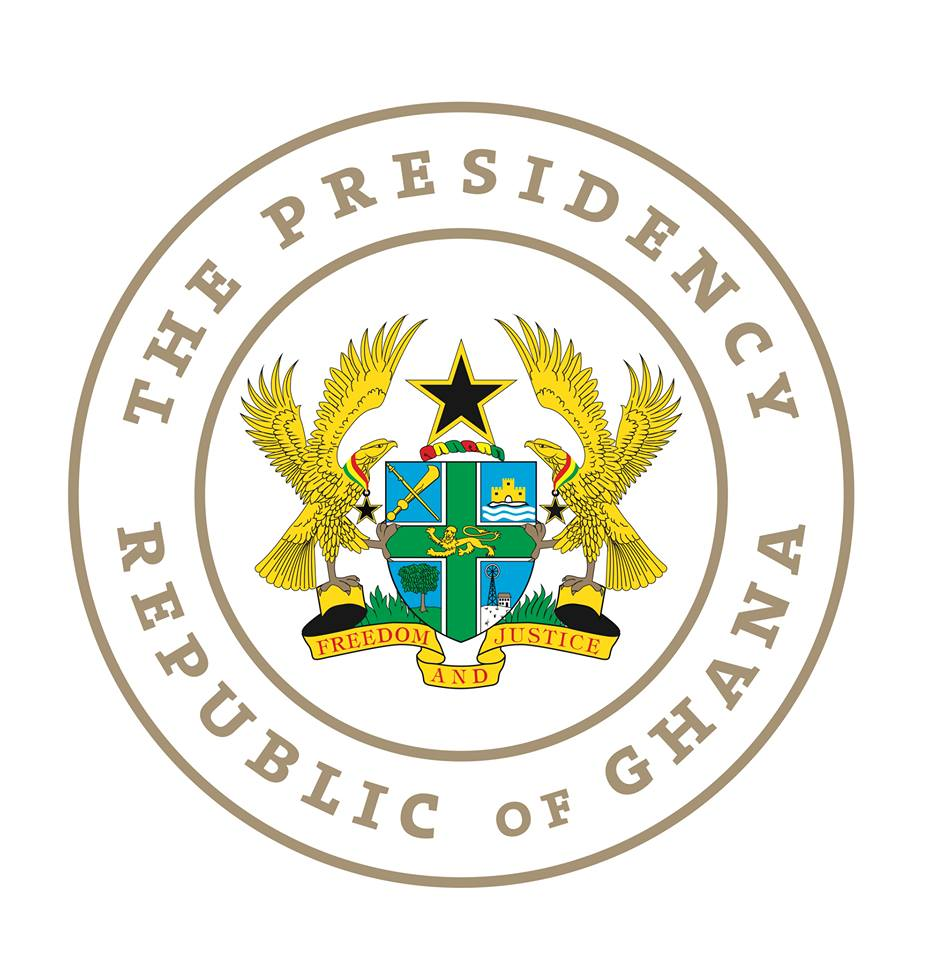 THE PRESIDENCY
FREEDOM AND JUSTICE
REPUBLIC OF GHANA